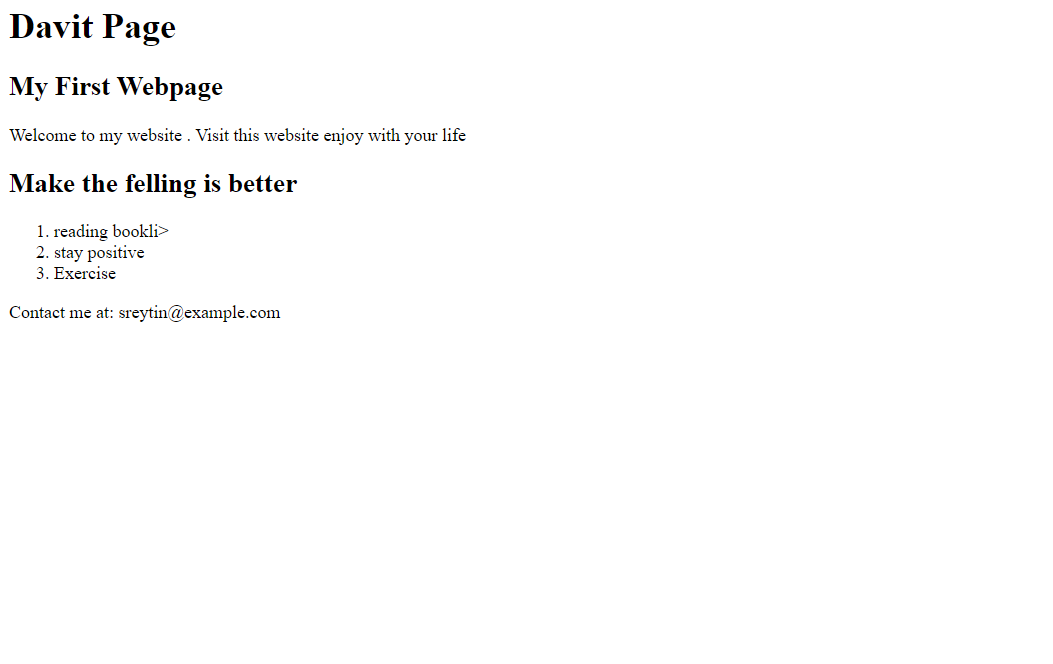 Davit Page
My First Webpage
Welcome to my website . Visit this website enjoy with your life
Make the felling is better
1. reading bookli>
2. stay positive
3. Exercise
Contact me at: sreytin@example.com